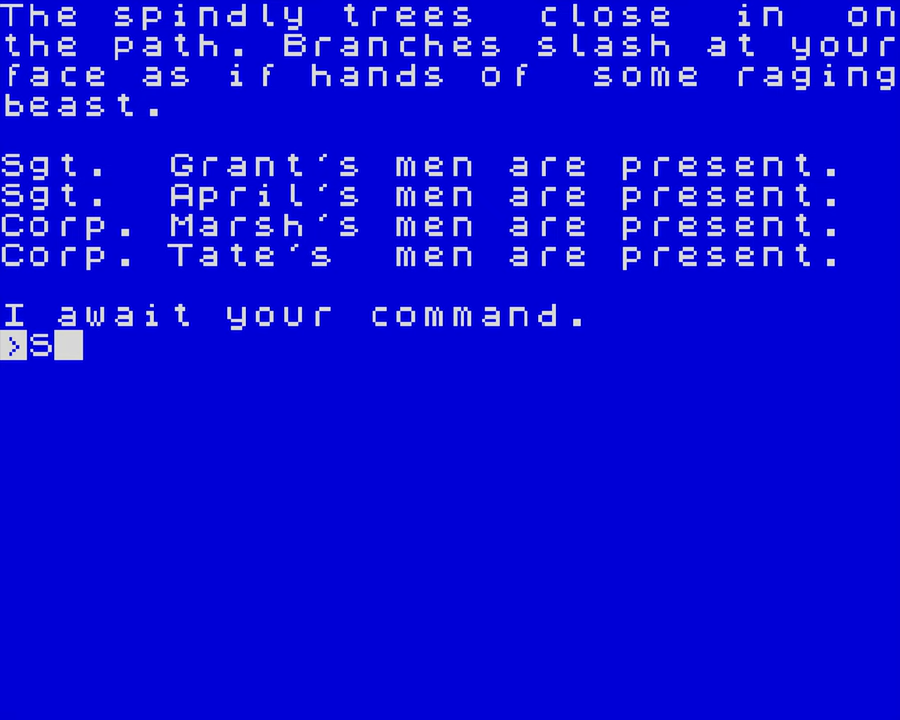 The spindly trees close in on
the path. Branches slash at your
face as if hands of some raging
beast.
Sgt. Grant's men are present.
Sgt. April's men are present.
Corp. Marsh's men are present.
Corp. Tate's men are present.
I await your command.
>S